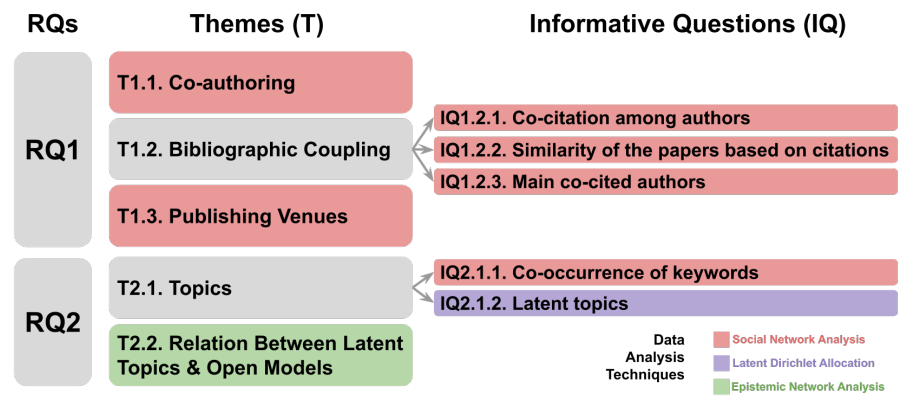 RQs
Themes (T)
Informative Questions (IQ)
RQ1
T1.1. Co-authoring
T1.2. Bibliographic Coupling
IQ1.2.1. Co-citation among authors
IQ1.2.2. Similarity of the papers based on citations
IQ1.2.3. Main co-cited authors
T1.3. Publishing Venues
RQ2
T2.1. Topics
IQ2.1.1. Co-occurrence of keywords
IQ2.1.2. Latent topics
T2.2. Relation Between Latent
Topics & Open Models
Data
Analysis
Techniques
Social Network Analysis
Latent Dirichlet Allocation
Epistemic Network Analysis